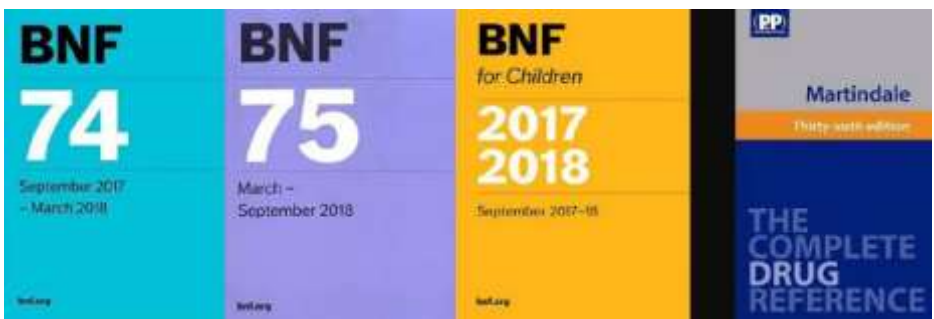 BNF
74
September 2017
– March 2018
bnf.org
BNF
75
March –
September 2018
bnf.org
BNF
for Children
2017
2018
September 2017–18
bnf.org
Martindale
Thirty-sixth edition
THE
COMPLETE
DRUG
REFERENCE